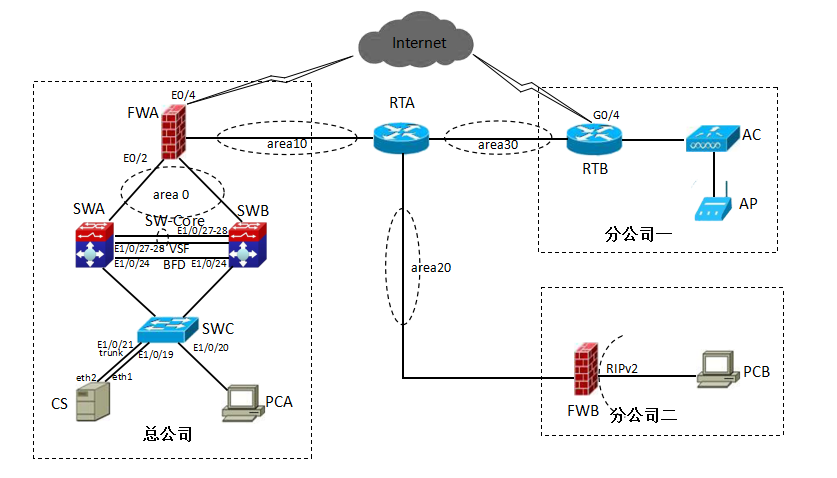 Internet
E0/4
FWA
RTA
G0/4
area10
area30
RTB
AC
E0/2
area 0
AP
SWA
SWB
SW-Core
E1/0/27-28
分公司一
E1/0/27-28
VSF
E1/0/24
BFD
E1/0/24
area20
SWC
E1/0/21
trunk
E1/0/19
E1/0/20
RIPv2
PCB
eth2
eth1
CS
PCA
FWB
分公司二
总公司